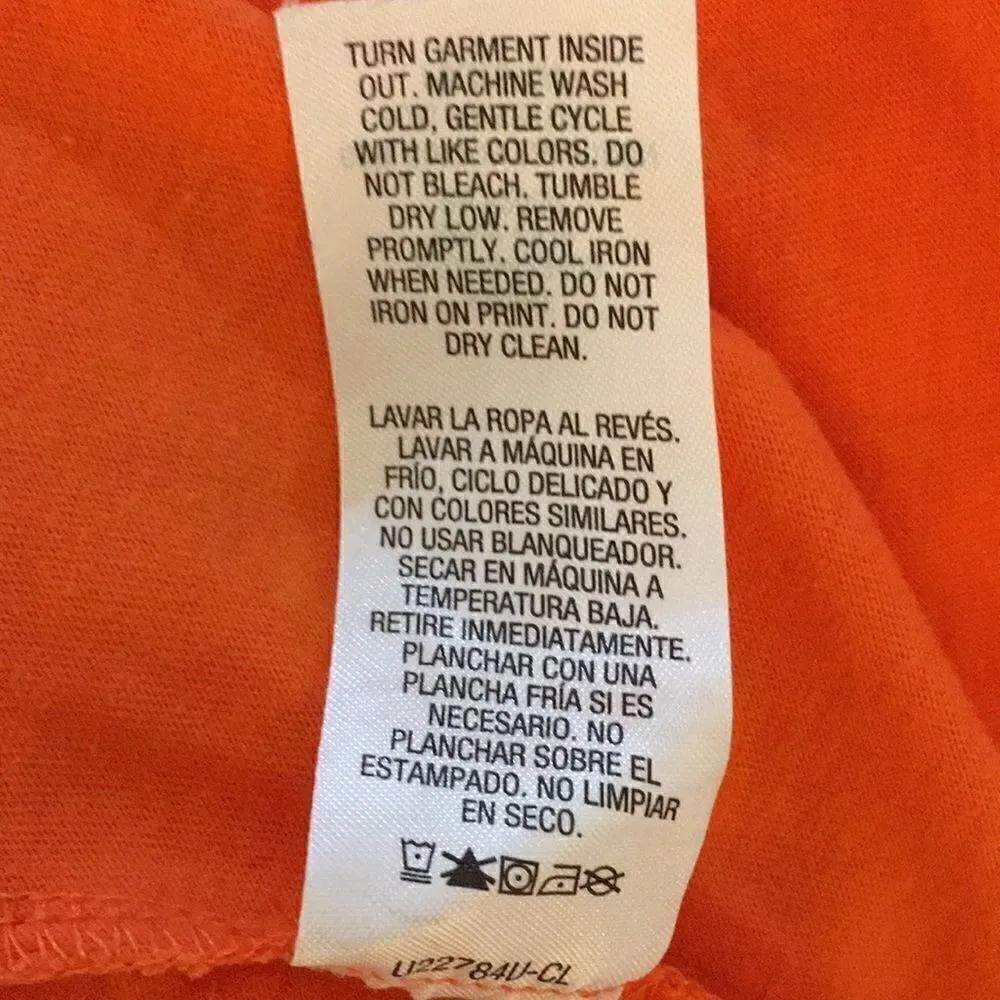 TURN GARMENT INSIDE
OUT. MACHINE WASH
COLD, GENTLE CYCLE
WITH LIKE COLORS. DO
NOT BLEACH. TUMBLE
DRY LOW. REMOVE
PROMPTLY. COOL IRON
WHEN NEEDED. DO NOT
IRON ON PRINT. DO NOT
DRY CLEAN.
LAVAR LA ROPA AL REVÉS.
LAVAR A MÁQUINA EN
FRÍO, CICLO DELICADO Y
CON COLORES SIMILARES.
NO USAR BLANQUEADOR.
SECAR EN MÁQUINA A
TEMPERATURA BAJA.
RETIRE INMEDIATAMENTE.
PLANCHAR CON UNA
PLANCHA FRÍA SI ES
NECESARIO. NO
PLANCHAR SOBRE EL
ESTAMPADO. NO LIMPIAR
EN SECO.
U22784U-CL